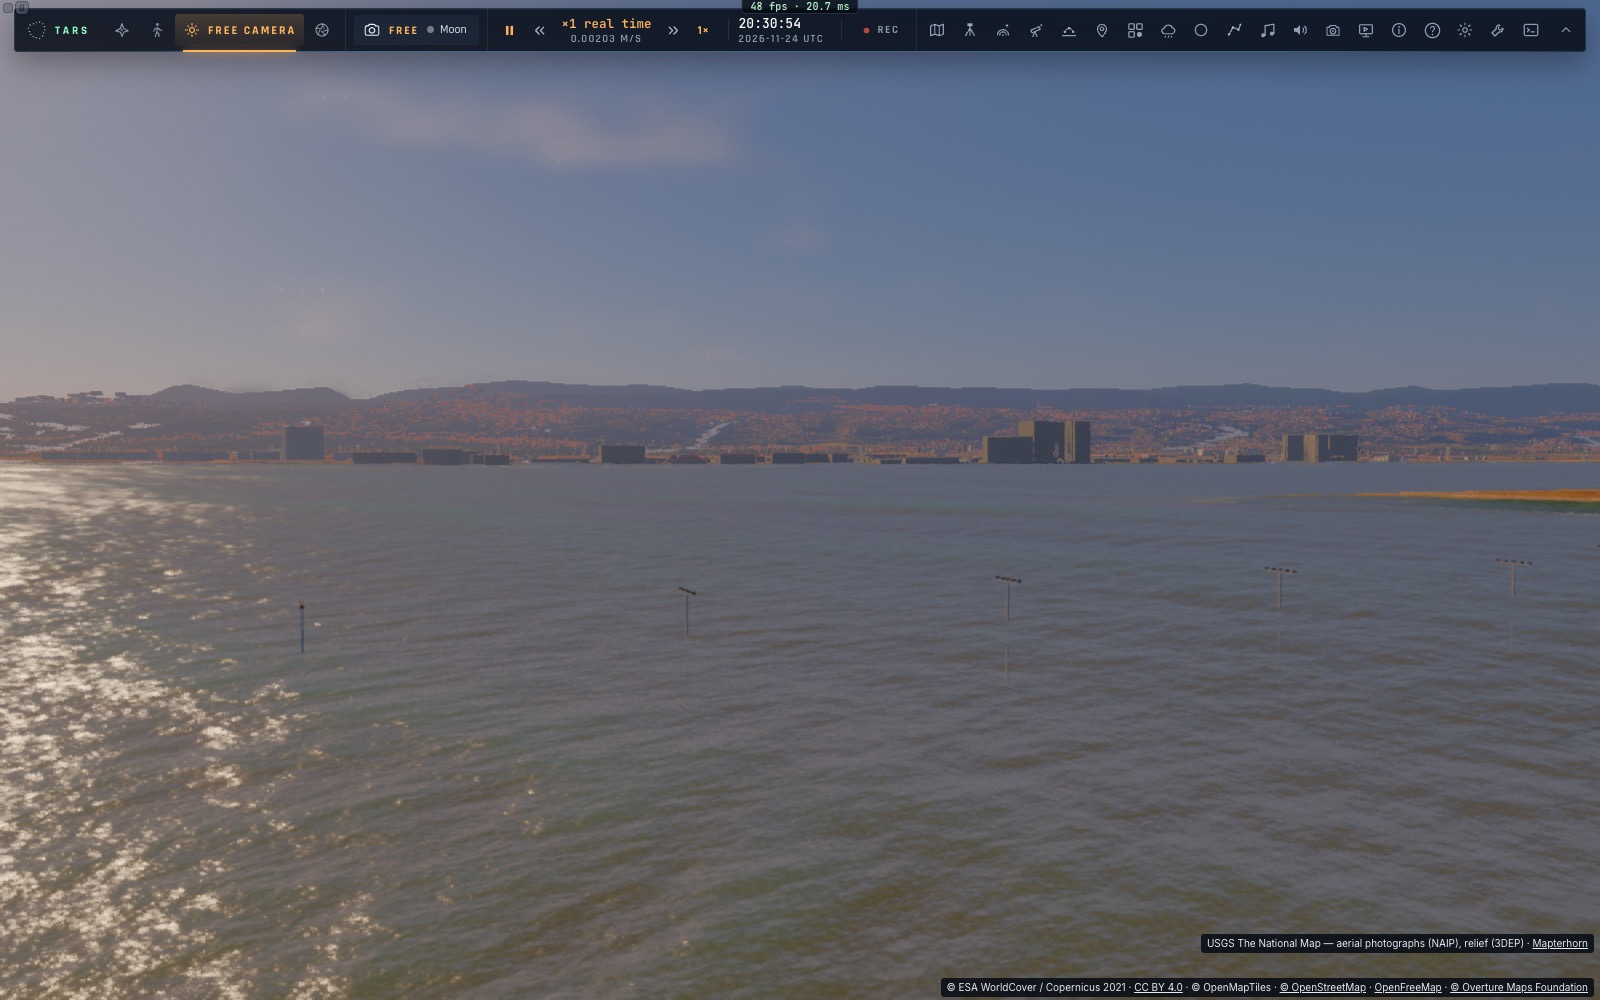 48 fps · 20.7 ms
TARS
FREE CAMERA
FREE
Moon
×1 real time
0.00203 M/S
1×
20:30:54
2026-11-24 UTC
REC
USGS The National Map — aerial photographs (NAIP), relief (3DEP) · Mapterhorn
© ESA WorldCover / Copernicus 2021 · CC BY 4.0 · © OpenMapTiles · © OpenStreetMap · OpenFreeMap · © Overture Maps Foundation